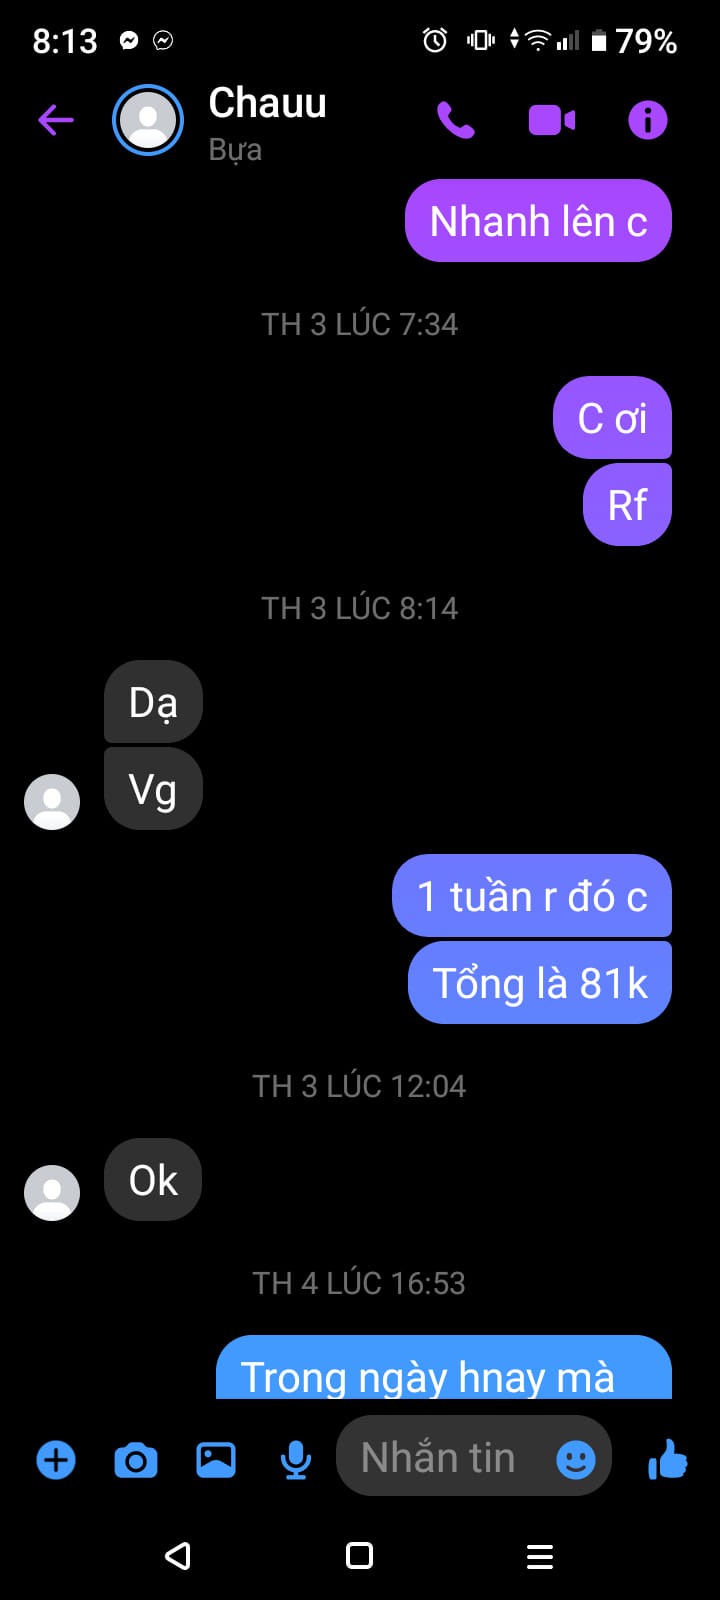 8:13
79%
Chauu
Bựa
Nhanh lên c
TH 3 LÚC 7:34
C ơi
Rf
TH 3 LÚC 8:14
Dạ
Vg
1 tuần r đó c
Tổng là 81k
TH 3 LÚC 12:04
Ok
TH 4 LÚC 16:53
Trong ngày hnay mà
Nhắn tin